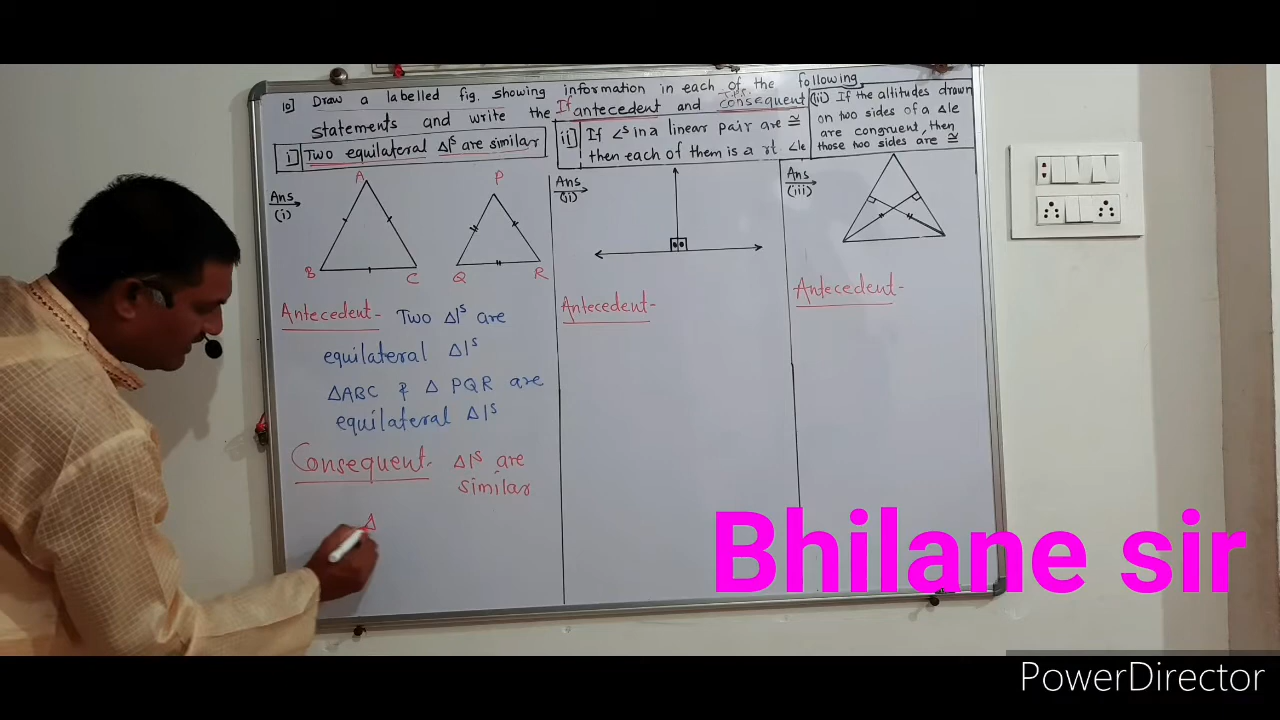 10] Draw a labelled fig. showing information in each of the following
statements and write the antecedent and consequent
If
i] Two equilateral Δlˢ are similar
ii] If ∠ˢ in a linear pair are ≅
then each of them is a rt ∠le
(iii) If the altitudes drawn
on two sides of a Δle
are congruent, then
those two sides are ≅
Ans
(i)
A
B
C
P
Q
R
Antecedent- Two Δlˢ are
equilateral Δlˢ
ΔABC & Δ PQR are
equilateral Δlˢ
Consequent- Δlˢ are
similar
Δ
Ans
(ii)
Antecedent-
Ans
(iii)
Antecedent-
Bhilane sir
PowerDirector